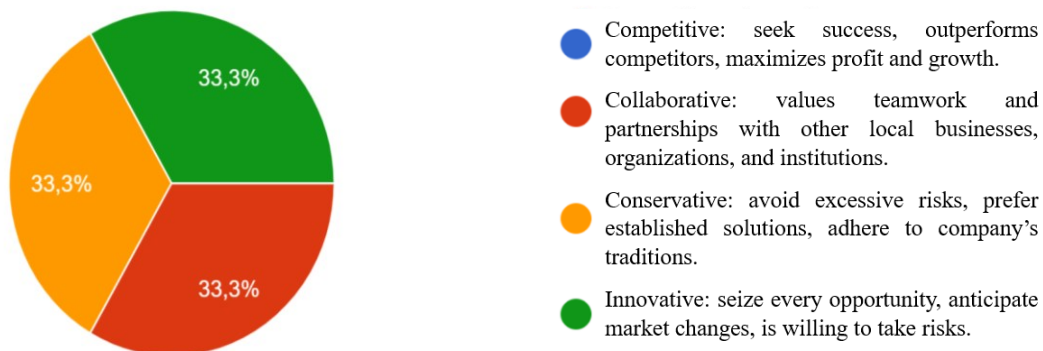 33,3%
33,3%
33,3%
Competitive: seek success, outperforms
competitors, maximizes profit and growth.
Collaborative: values teamwork and
partnerships with other local businesses,
organizations, and institutions.
Conservative: avoid excessive risks, prefer
established solutions, adhere to company's
traditions.
Innovative: seize every opportunity, anticipate
market changes, is willing to take risks.